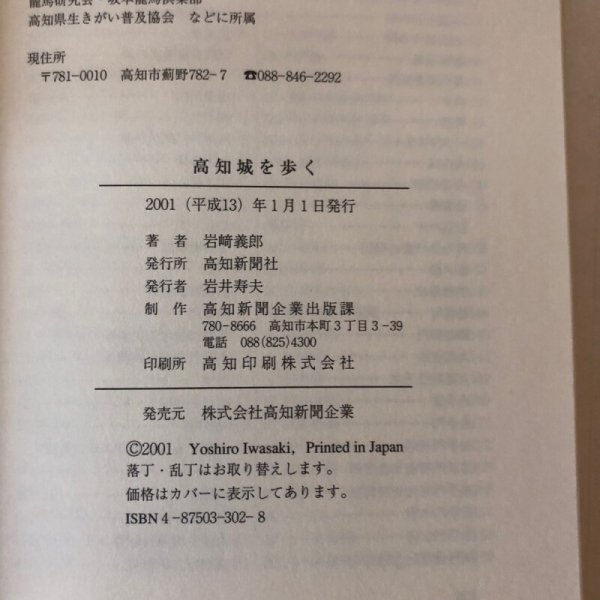 龍馬研究会 坂本龍馬倶楽部
高知県生きがい普及協会 などに所属
現住所
〒781-0010 高知市薊野782-7 ☎088-846-2292
高知城を歩く
2001（平成13）年1月1日発行
著 者 岩﨑義郎
発行所 高知新聞社
発行者 岩井寿夫
制 作 高知新聞企業出版課
780-8666 高知市本町3丁目3-39
電話 088(825)4300
印刷所 高知印刷株式会社
発売元 株式会社高知新聞企業
©2001 Yoshiro Iwasaki, Printed in Japan
落丁・乱丁はお取り替えします。
価格はカバーに表示してあります。
ISBN4-87503-302-8